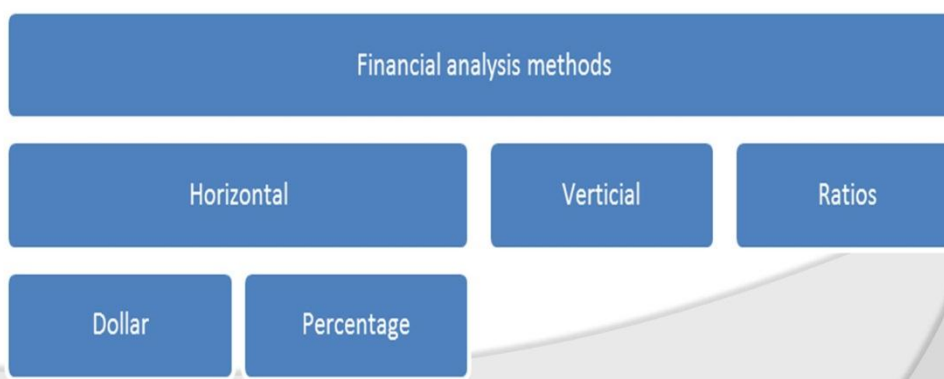 Financial analysis methods
Horizontal
Verticial
Ratios
Dollar
Percentage